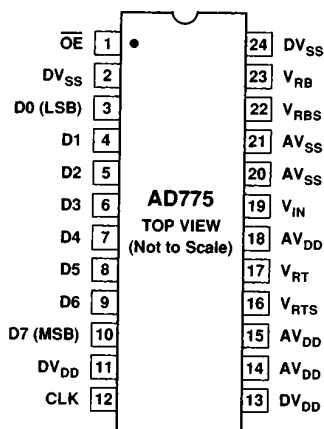 OE 1
DVSS 2
D0 (LSB) 3
D1 4
D2 5
D3 6
D4 7
D5 8
D6 9
D7 (MSB) 10
DVDD 11
CLK 12
AD775
TOP VIEW
(Not to Scale)
24 DVSS
23 VRB
22 VRBS
21 AVSS
20 AVSS
19 VIN
18 AVDD
17 VRT
16 VRTS
15 AVDD
14 AVDD
13 DVDD